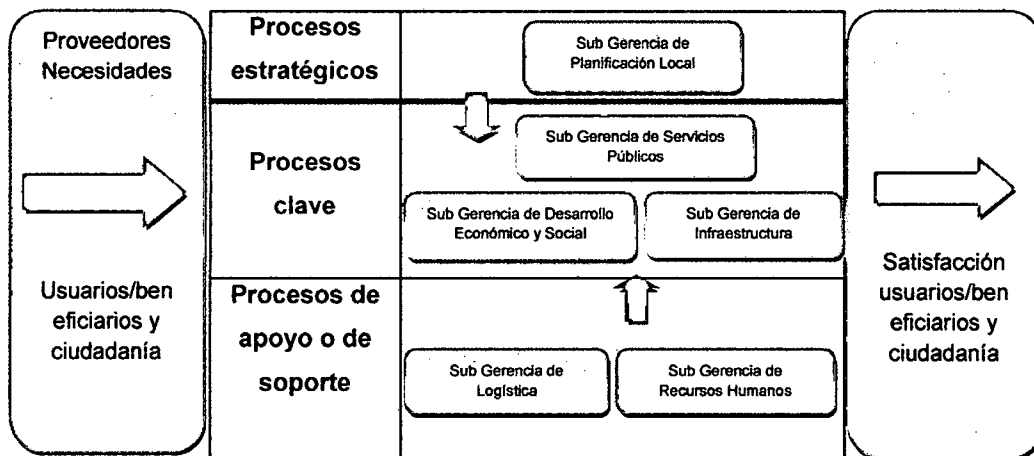 Proveedores
Necesidades
Usuarios/ben
eficiarios y
ciudadanía
Procesos
estratégicos
Sub Gerencia de
Planificación Local
Procesos
clave
Sub Gerencia de Servicios
Públicos
Sub Gerencia de Desarrollo
Económico y Social
Sub Gerencia de
Infraestructura
Procesos de
apoyo o de
soporte
Sub Gerencia de
Logística
Sub Gerencia de
Recursos Humanos
Satisfacción
usuarios/ben
eficiarios y
ciudadanía